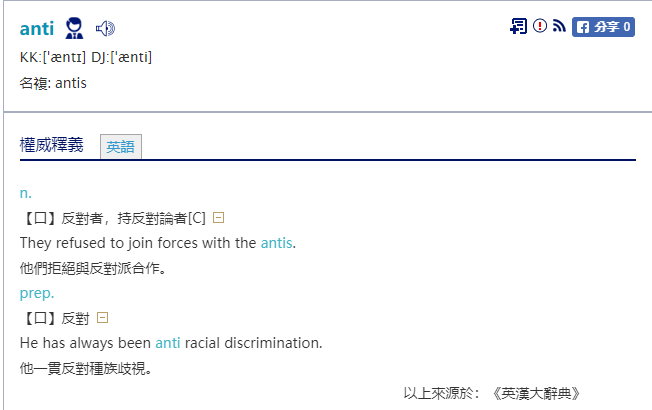 anti
分享 0
KK:[ˈæntɪ] DJ:[ˈænti]
名複: antis
權威釋義 英語
n.
【口】反對者，持反對論者[C]
They refused to join forces with the antis.
他們拒絕與反對派合作。
prep.
【口】反對
He has always been anti racial discrimination.
他一貫反對種族歧視。
以上來源於：《英漢大辭典》